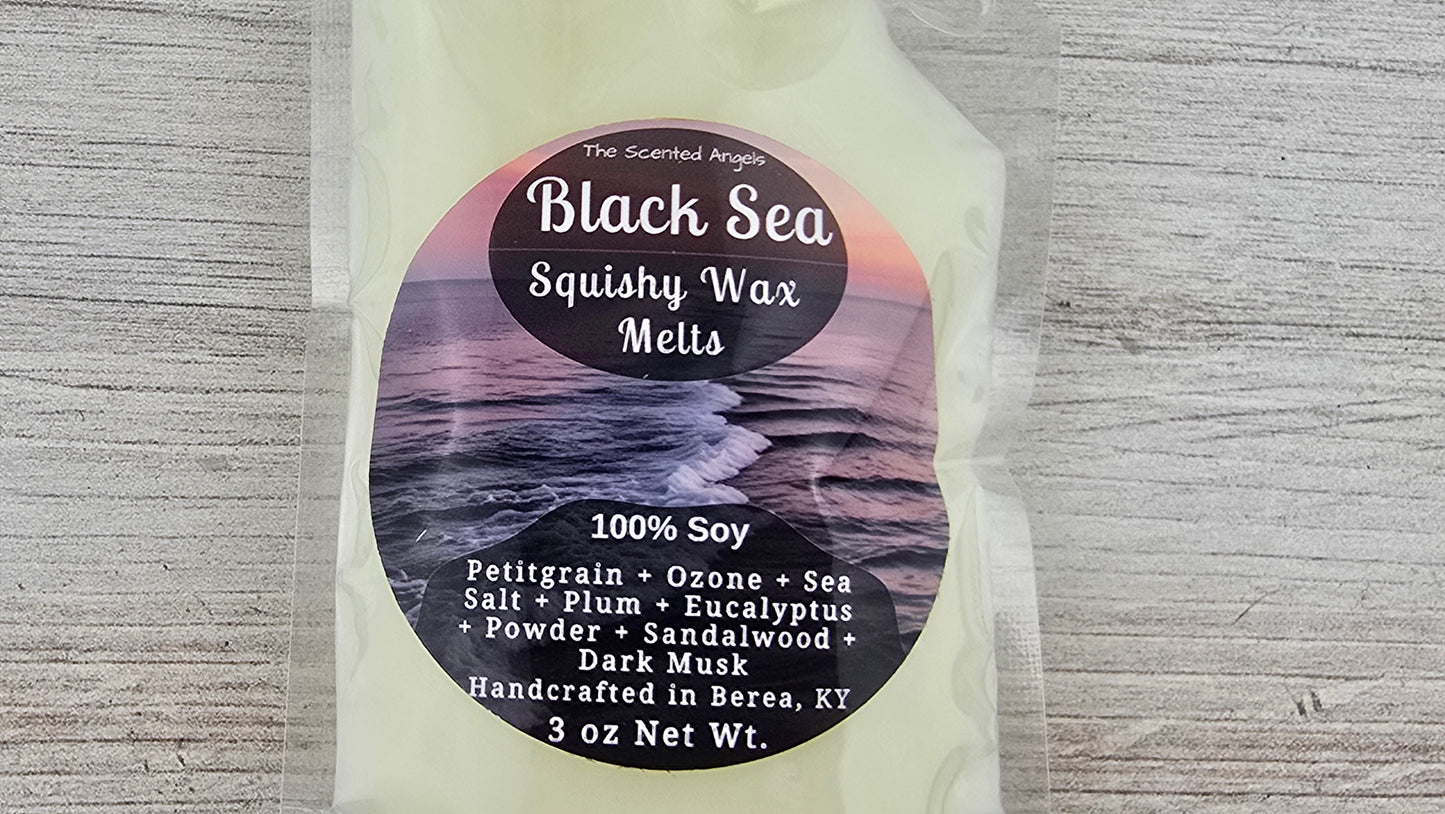 The Scented Angels
Black Sea
Squishy Wax
Melts
100% Soy
Petitgrain + Ozone + Sea
Salt + Plum + Eucalyptus
+ Powder + Sandalwood +
Dark Musk
Handcrafted in Berea, KY
3 oz Net Wt.